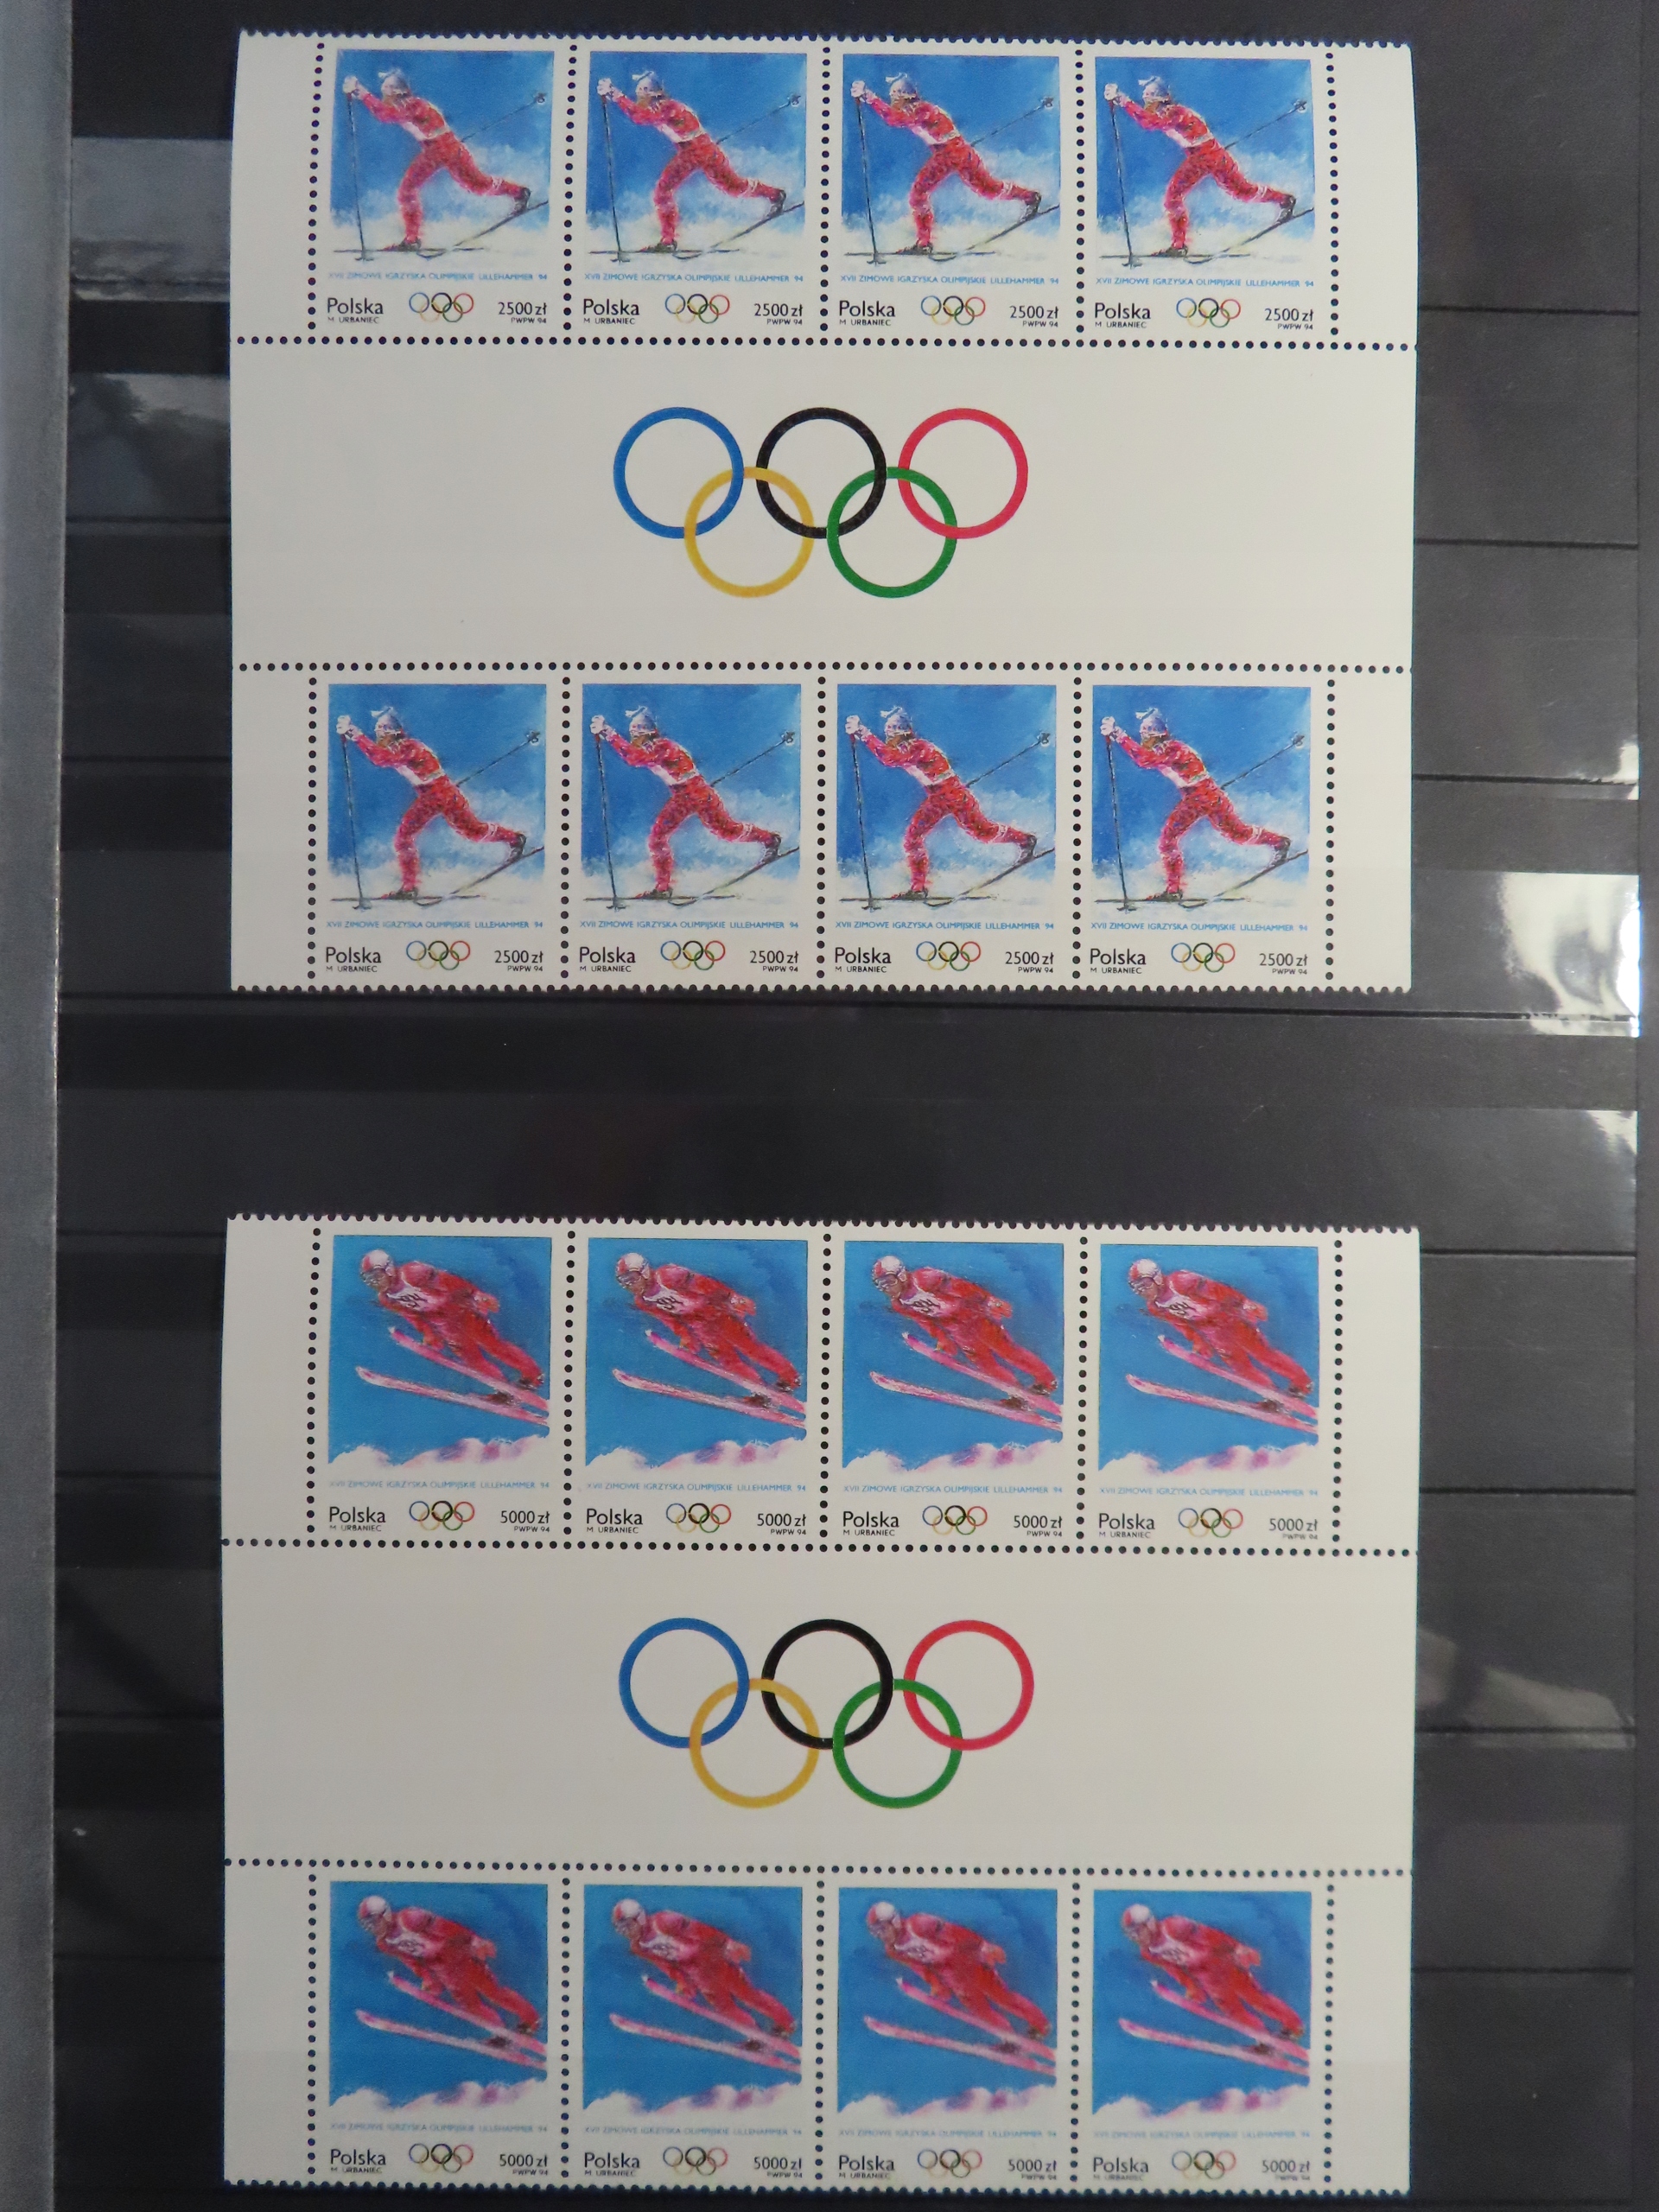 XVII ZIMOWE IGRZYSKA OLIMPIJSKIE LILLEHAMMER '94 XVII ZIMOWE IGRZYSKA OLIMPIJSKIE LILLEHAMMER '94 XVII ZIMOWE IGRZYSKA OLIMPIJSKIE LILLEHAMMER '94 XVII ZIMOWE IGRZYSKA OLIMPIJSKIE LILLEHAMMER '94
Polska 2500 zł Polska 2500 zł Polska 2500 zł Polska 2500 zł
M URBANIEC PWPW 94 M URBANIEC PWPW 94 M URBANIEC PWPW 94 M URBANIEC PWPW 94
XVII ZIMOWE IGRZYSKA OLIMPIJSKIE LILLEHAMMER '94 XVII ZIMOWE IGRZYSKA OLIMPIJSKIE LILLEHAMMER '94 XVII ZIMOWE IGRZYSKA OLIMPIJSKIE LILLEHAMMER '94 XVII ZIMOWE IGRZYSKA OLIMPIJSKIE LILLEHAMMER '94
Polska 2500 zł Polska 2500 zł Polska 2500 zł Polska 2500 zł
M URBANIEC PWPW 94 M URBANIEC PWPW 94 M URBANIEC PWPW 94 M URBANIEC PWPW 94
XVII ZIMOWE IGRZYSKA OLIMPIJSKIE LILLEHAMMER '94 XVII ZIMOWE IGRZYSKA OLIMPIJSKIE LILLEHAMMER '94 XVII ZIMOWE IGRZYSKA OLIMPIJSKIE LILLEHAMMER '94 XVII ZIMOWE IGRZYSKA OLIMPIJSKIE LILLEHAMMER '94
Polska 5000 zł Polska 5000 zł Polska 5000 zł Polska 5000 zł
M URBANIEC PWPW 94 M URBANIEC PWPW 94 M URBANIEC PWPW 94 M URBANIEC PWPW 94
XVII ZIMOWE IGRZYSKA OLIMPIJSKIE LILLEHAMMER '94 XVII ZIMOWE IGRZYSKA OLIMPIJSKIE LILLEHAMMER '94 XVII ZIMOWE IGRZYSKA OLIMPIJSKIE LILLEHAMMER '94 XVII ZIMOWE IGRZYSKA OLIMPIJSKIE LILLEHAMMER '94
Polska 5000 zł Polska 5000 zł Polska 5000 zł Polska 5000 zł
M URBANIEC PWPW 94 M URBANIEC PWPW 94 M URBANIEC PWPW 94 M URBANIEC PWPW 94